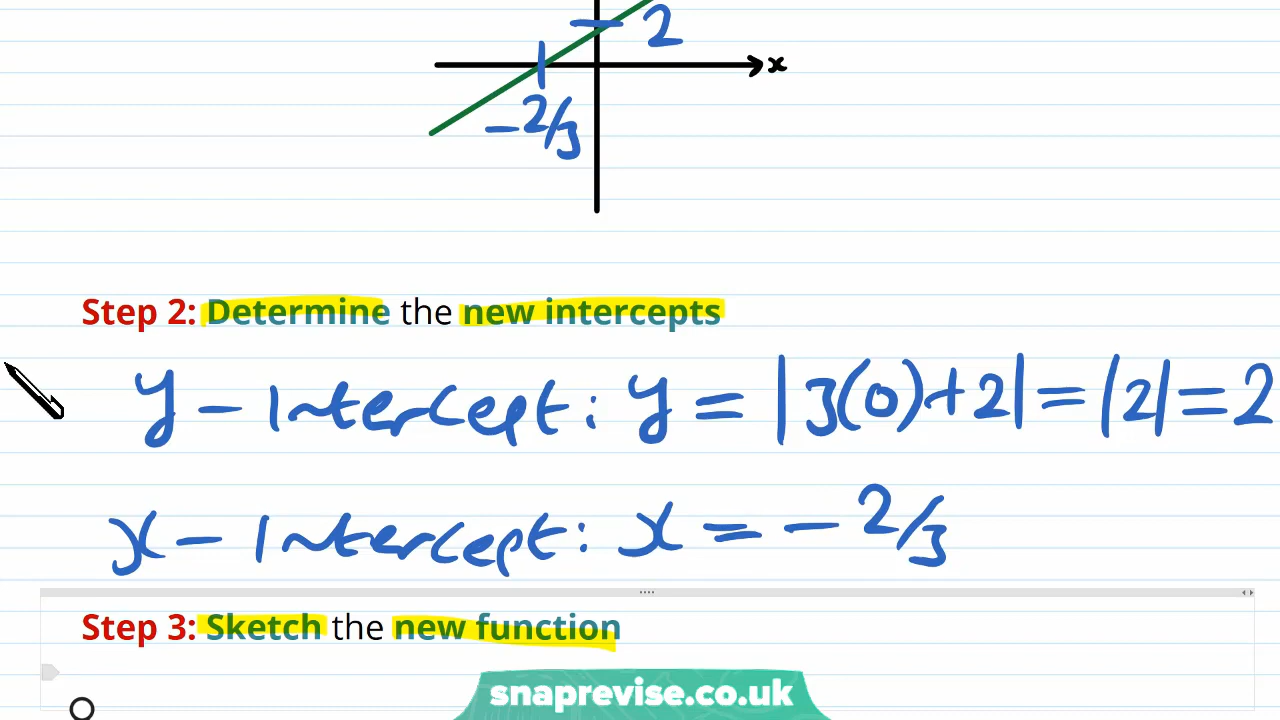 2
x
-2/3
Step 2: Determine the new intercepts
y-intercept: y = |3(0)+2| = |2| = 2
x-intercept: x = -2/3
Step 3: Sketch the new function
snaprevise.co.uk